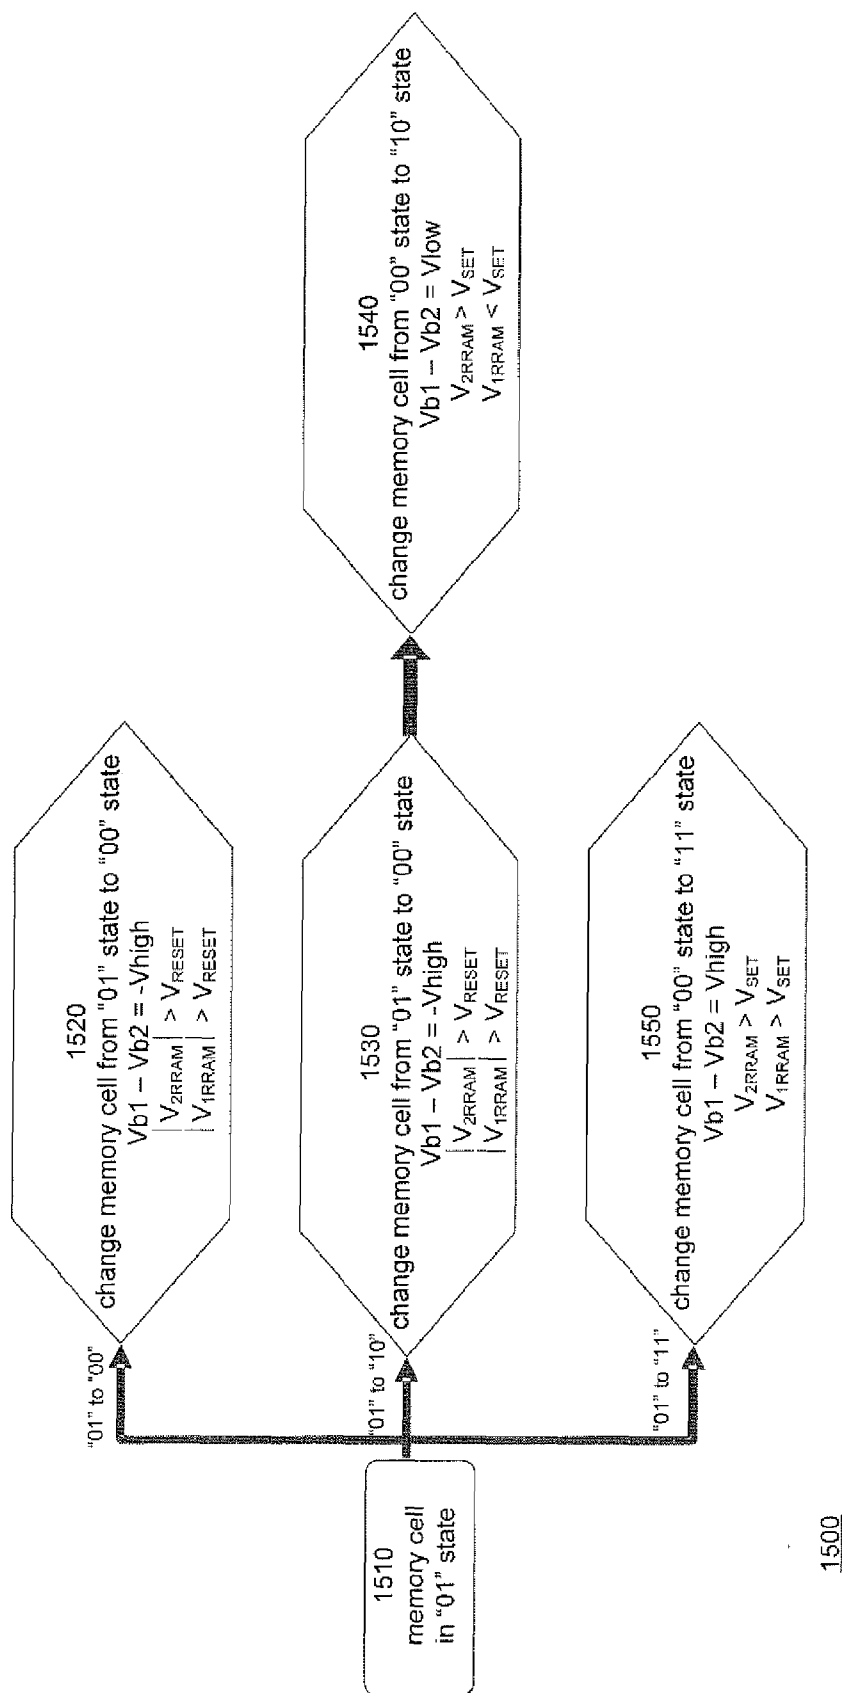 1510
memory cell
in “01” state
“01” to “00”
1520
change memory cell from “01” state to “00” state
Vb1 – Vb2 = -Vhigh
| V2RRAM | > VRESET
| V1RRAM | > VRESET
“01” to “10”
1530
change memory cell from “01” state to “00” state
Vb1 – Vb2 = -Vhigh
| V2RRAM | > VRESET
| V1RRAM | > VRESET
1540
change memory cell from “00” state to “10” state
Vb1 – Vb2 = Vlow
V2RRAM > VSET
V1RRAM < VSET
“01” to “11”
1550
change memory cell from “00” state to “11” state
Vb1 – Vb2 = Vhigh
V2RRAM > VSET
V1RRAM > VSET
1500